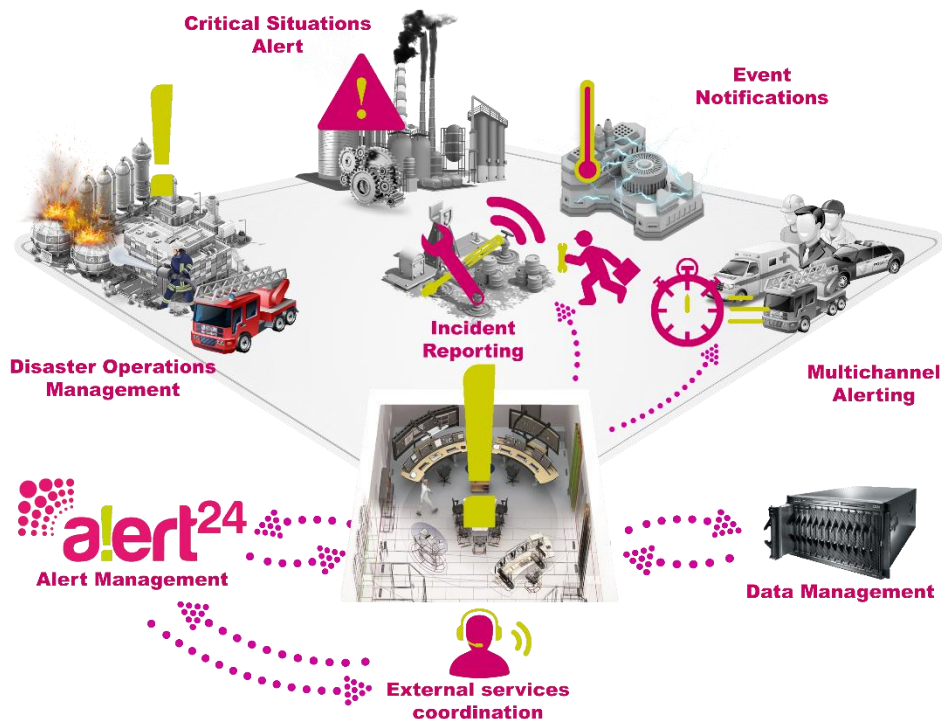 Critical Situations
Alert
Event
Notifications
Incident
Reporting
Disaster Operations
Management
Multichannel
Alerting
a!ert24
Alert Management
Data Management
External services
coordination